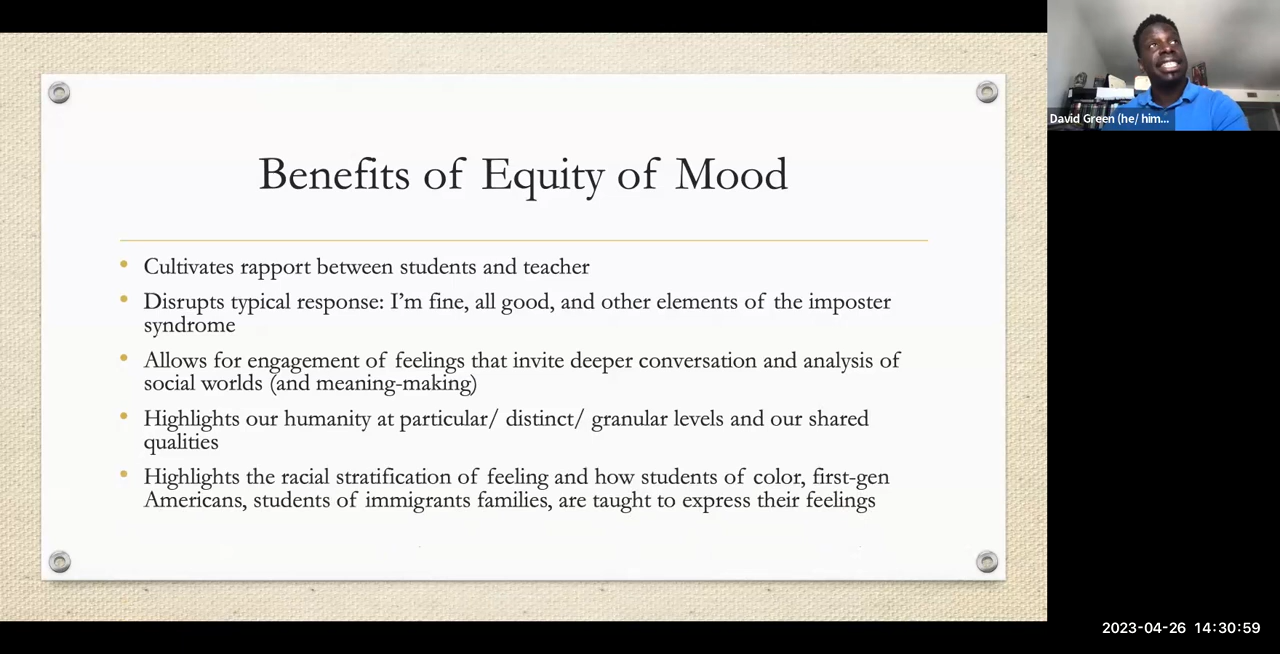 Benefits of Equity of Mood
• Cultivates rapport between students and teacher
• Disrupts typical response: I’m fine, all good, and other elements of the imposter
syndrome
• Allows for engagement of feelings that invite deeper conversation and analysis of
social worlds (and meaning-making)
• Highlights our humanity at particular/ distinct/ granular levels and our shared
qualities
• Highlights the racial stratification of feeling and how students of color, first-gen
Americans, students of immigrants families, are taught to express their feelings
David Green (he/ him...
2023-04-26 14:30:59